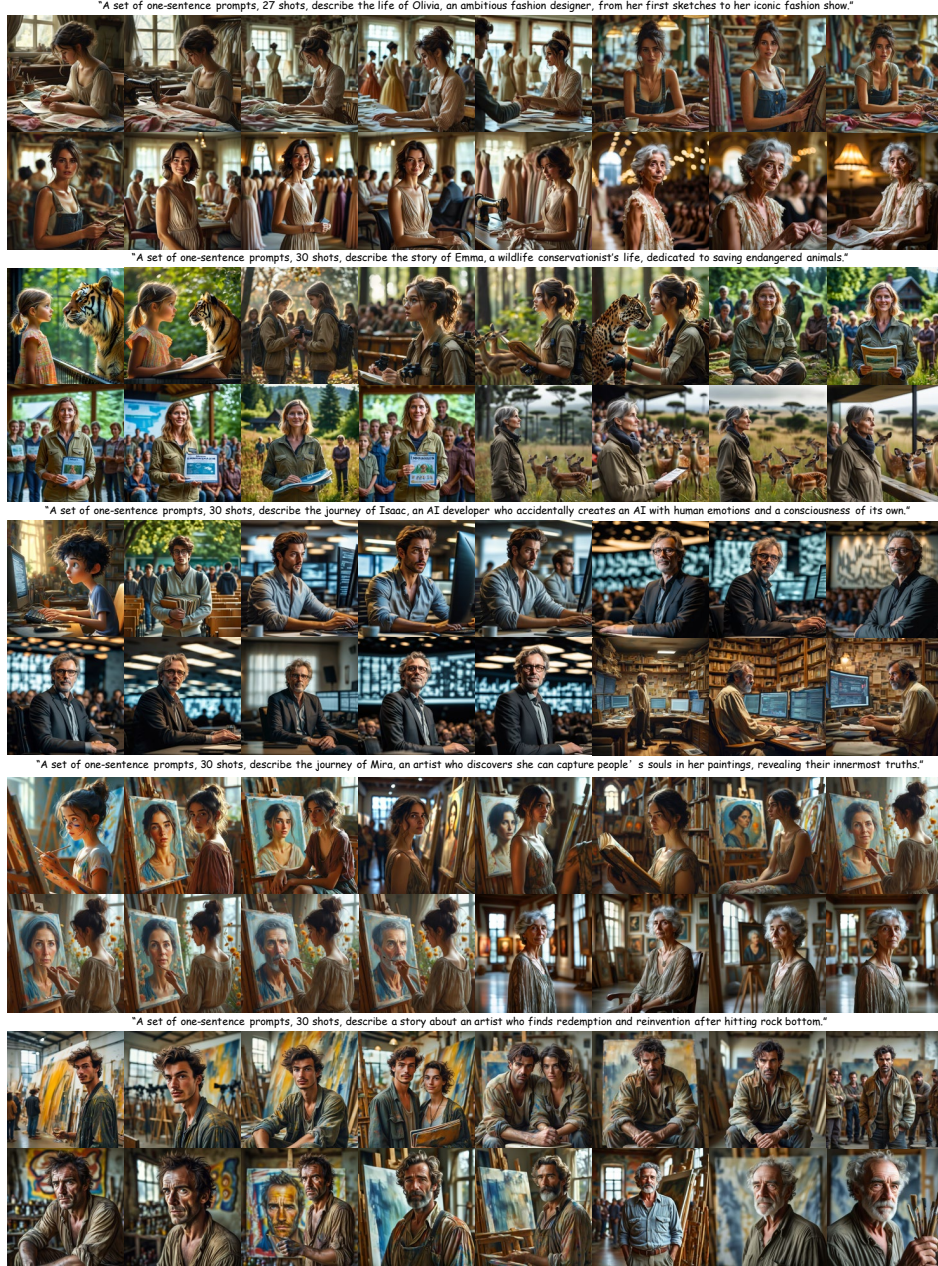 “A set of one-sentence prompts, 27 shots, describe the life of Olivia, an ambitious fashion designer, from her first sketches to her iconic fashion show.”
“A set of one-sentence prompts, 30 shots, describe the story of Emma, a wildlife conservationist’s life, dedicated to saving endangered animals.”
“A set of one-sentence prompts, 30 shots, describe the journey of Isaac, an AI developer who accidentally creates an AI with human emotions and a consciousness of its own.”
“A set of one-sentence prompts, 30 shots, describe the journey of Mira, an artist who discovers she can capture people’ s souls in her paintings, revealing their innermost truths.”
“A set of one-sentence prompts, 30 shots, describe a story about an artist who finds redemption and reinvention after hitting rock bottom.”